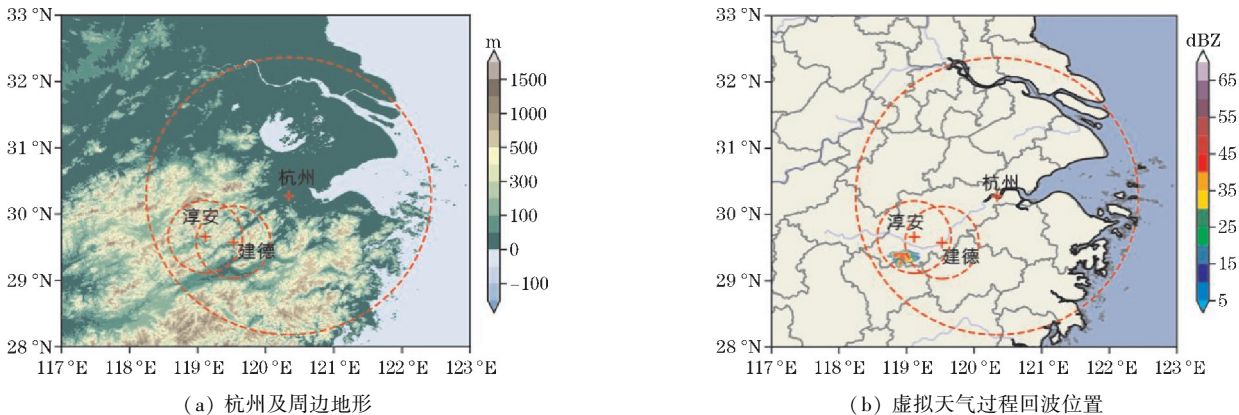 33 °N
32 °N
31 °N
30 °N
29 °N
28 °N
117 °E 118 °E 119 °E 120 °E 121 °E 122 °E 123 °E
杭州
淳安
建德
m
1500
1000
500
300
100
0
−100
(a) 杭州及周边地形
33 °N
32 °N
31 °N
30 °N
29 °N
28 °N
117 °E 118 °E 119 °E 120 °E 121 °E 122 °E 123 °E
杭州
淳安
建德
dBZ
65
55
45
35
25
15
5
(b) 虚拟天气过程回波位置